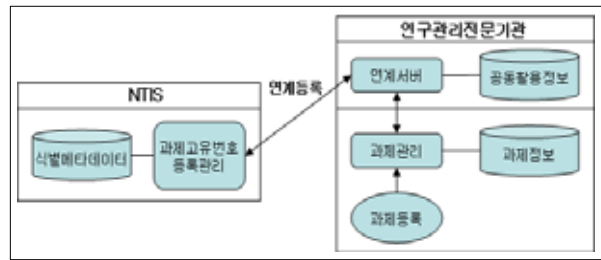 연구관리전문기관
연계서버
공동활용정보
연계등록
NTIS
식별메타데이터
과제고유번호
등록관리
과제관리
과제정보
과제등록